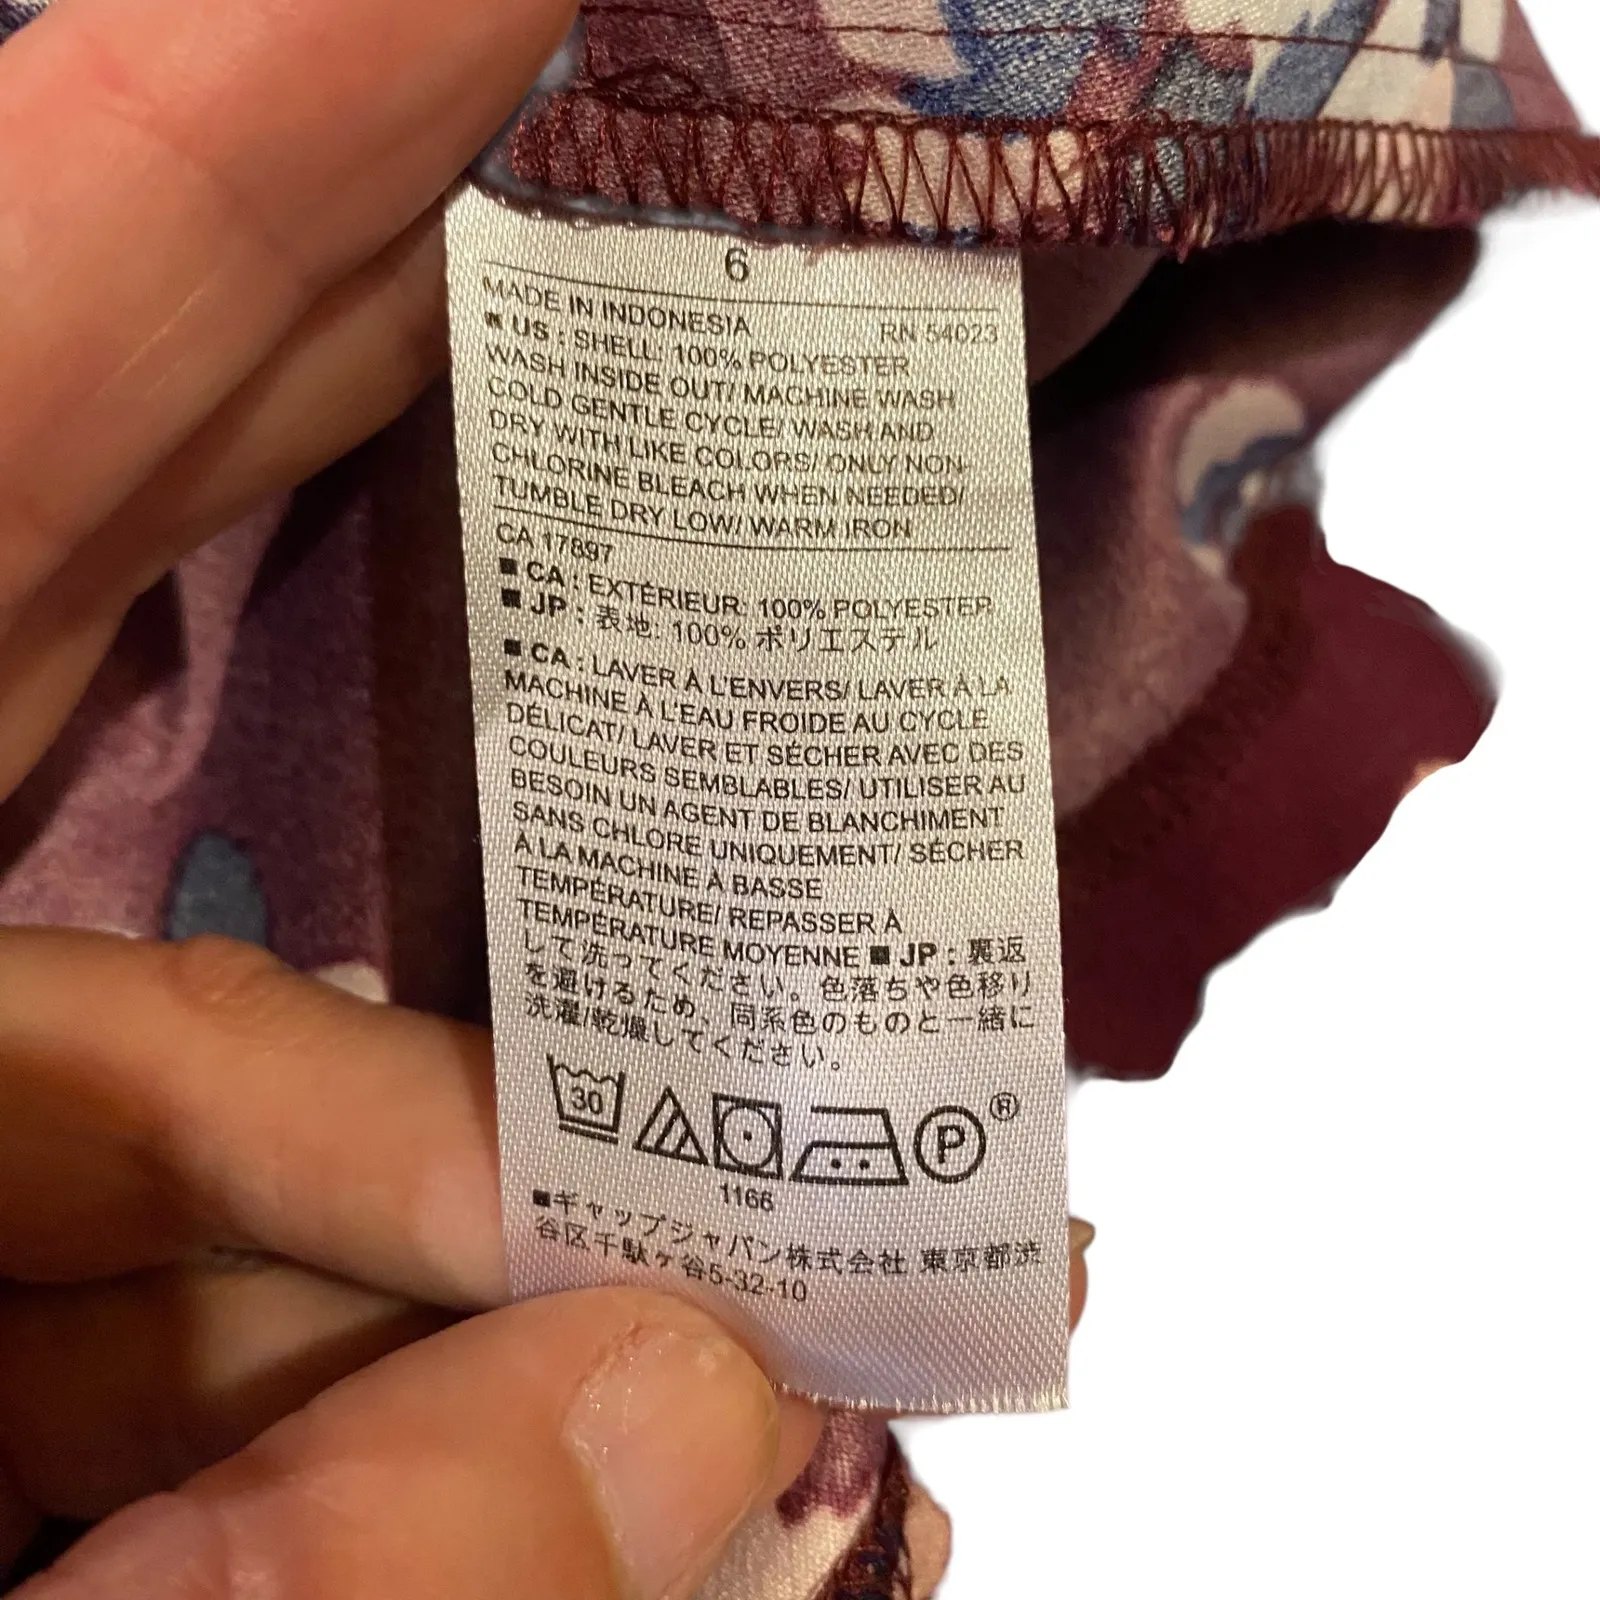 6
MADE IN INDONESIA RN 54023
■ US : SHELL: 100% POLYESTER
WASH INSIDE OUT/ MACHINE WASH
COLD GENTLE CYCLE/ WASH AND
DRY WITH LIKE COLORS/ ONLY NON-
CHLORINE BLEACH WHEN NEEDED/
TUMBLE DRY LOW/ WARM IRON
CA 17897
■ CA : EXTÉRIEUR: 100% POLYESTER
■ JP : 表地: 100% ポリエステル
■ CA : LAVER À L'ENVERS/ LAVER À LA
MACHINE À L'EAU FROIDE AU CYCLE
DÉLICAT/ LAVER ET SÉCHER AVEC DES
COULEURS SEMBLABLES/ UTILISER AU
BESOIN UN AGENT DE BLANCHIMENT
SANS CHLORE UNIQUEMENT/ SÉCHER
À LA MACHINE À BASSE
TEMPÉRATURE/ REPASSER À
TEMPÉRATURE MOYENNE ■ JP : 裏返
して洗ってください。色落ちや色移り
を避けるため、同系色のものと一緒に
洗濯/乾燥してください。
30 P ®
1166
■ギャップジャパン株式会社 東京都渋
谷区千駄ヶ谷5-32-10